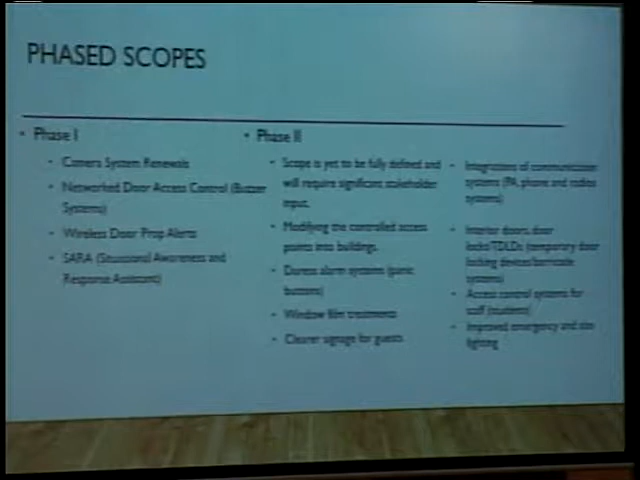 PHASED SCOPES
• Phase I
• Camera System Renewals
• Networked Door Access Control (Buzzer
Systems)
• Wireless Door Prop Alerts
• SARA (Situational Awareness and
Response Assistant)
• Phase II
• Scope is yet to be fully defined and
will require significant stakeholder
input.
• Modifying the controlled access
points into buildings.
• Duress alarm systems (panic
buttons)
• Window film treatments
• Clearer signage for guests
• Integrations of communication
systems (PA, phone and radios
systems)
• Interior doors, door
locks/TDLDs (temporary door
locking devices/barricade
systems)
• Access control systems for
staff
• Improved emergency and site
lighting